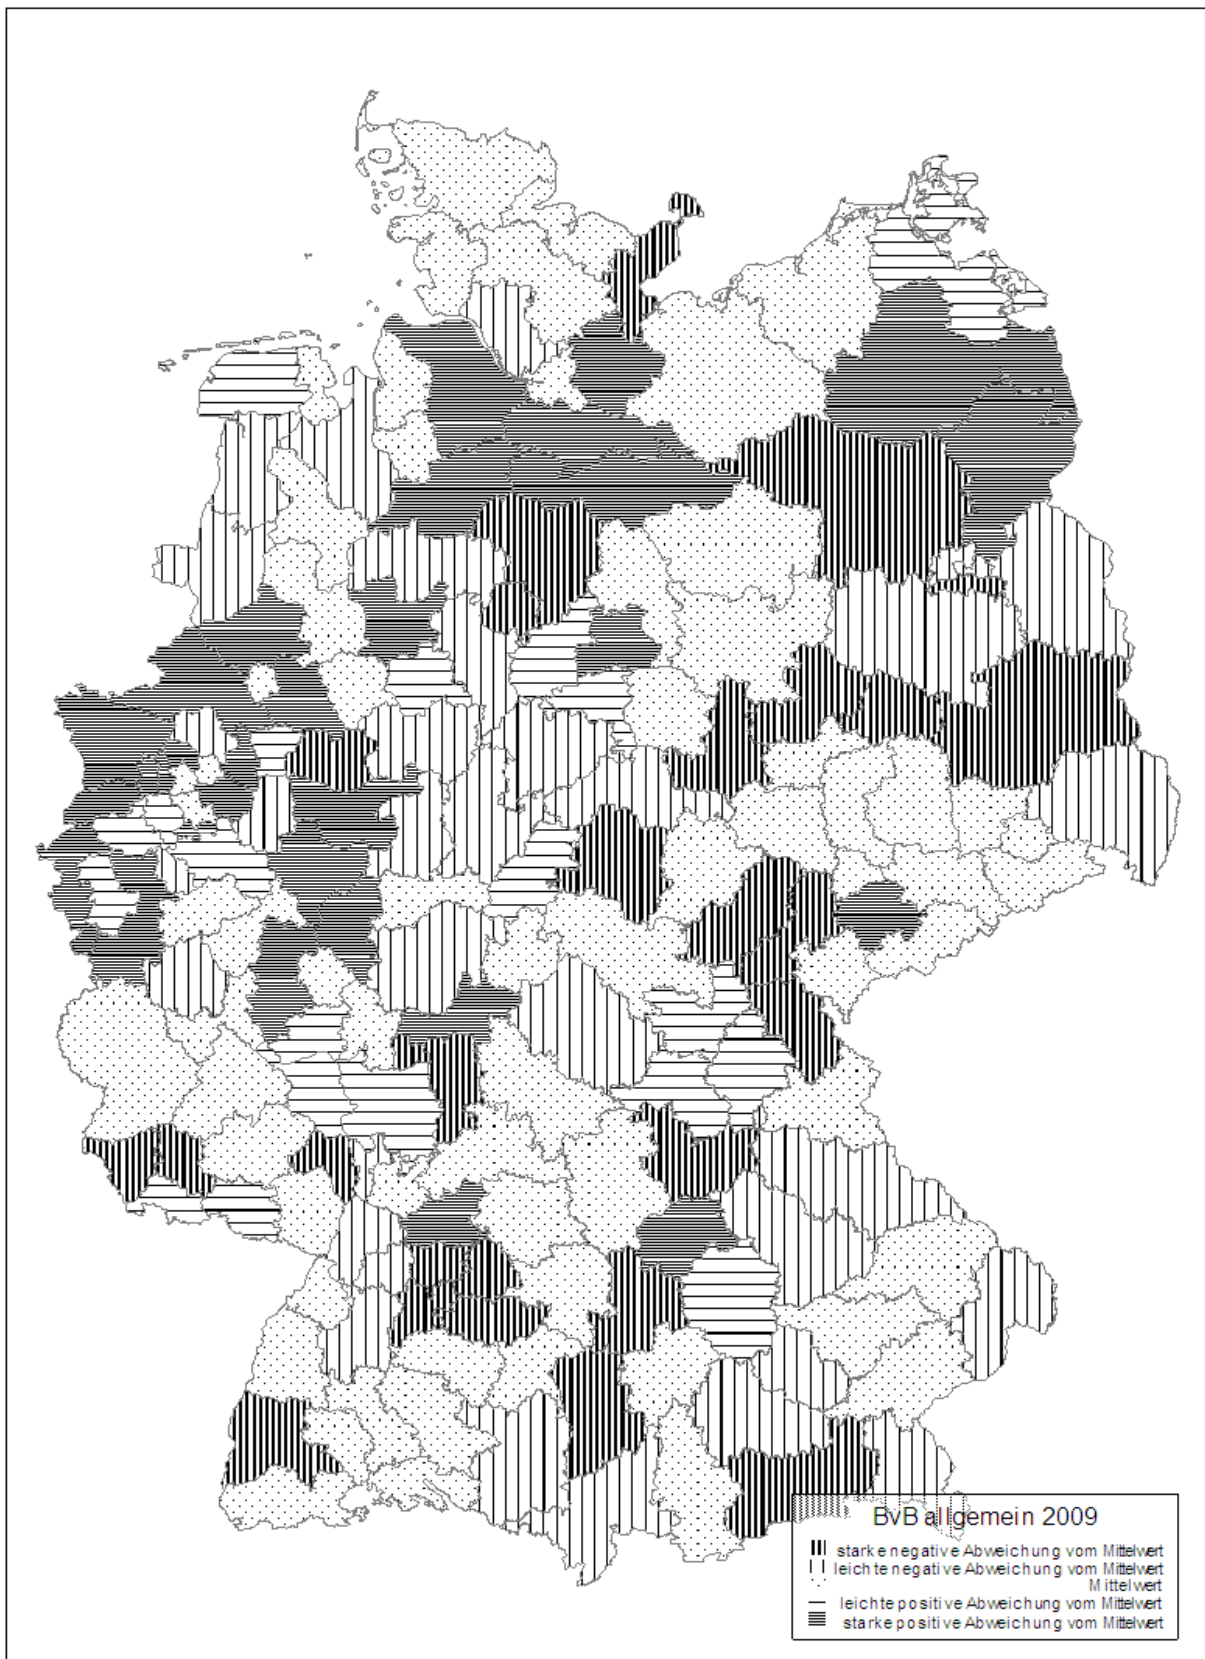 BvB allgemein 2009
starke negative Abweichung vom Mittelwert
leichte negative Abweichung vom Mittelwert
Mittelwert
leichte positive Abweichung vom Mittelwert
starke positive Abweichung vom Mittelwert